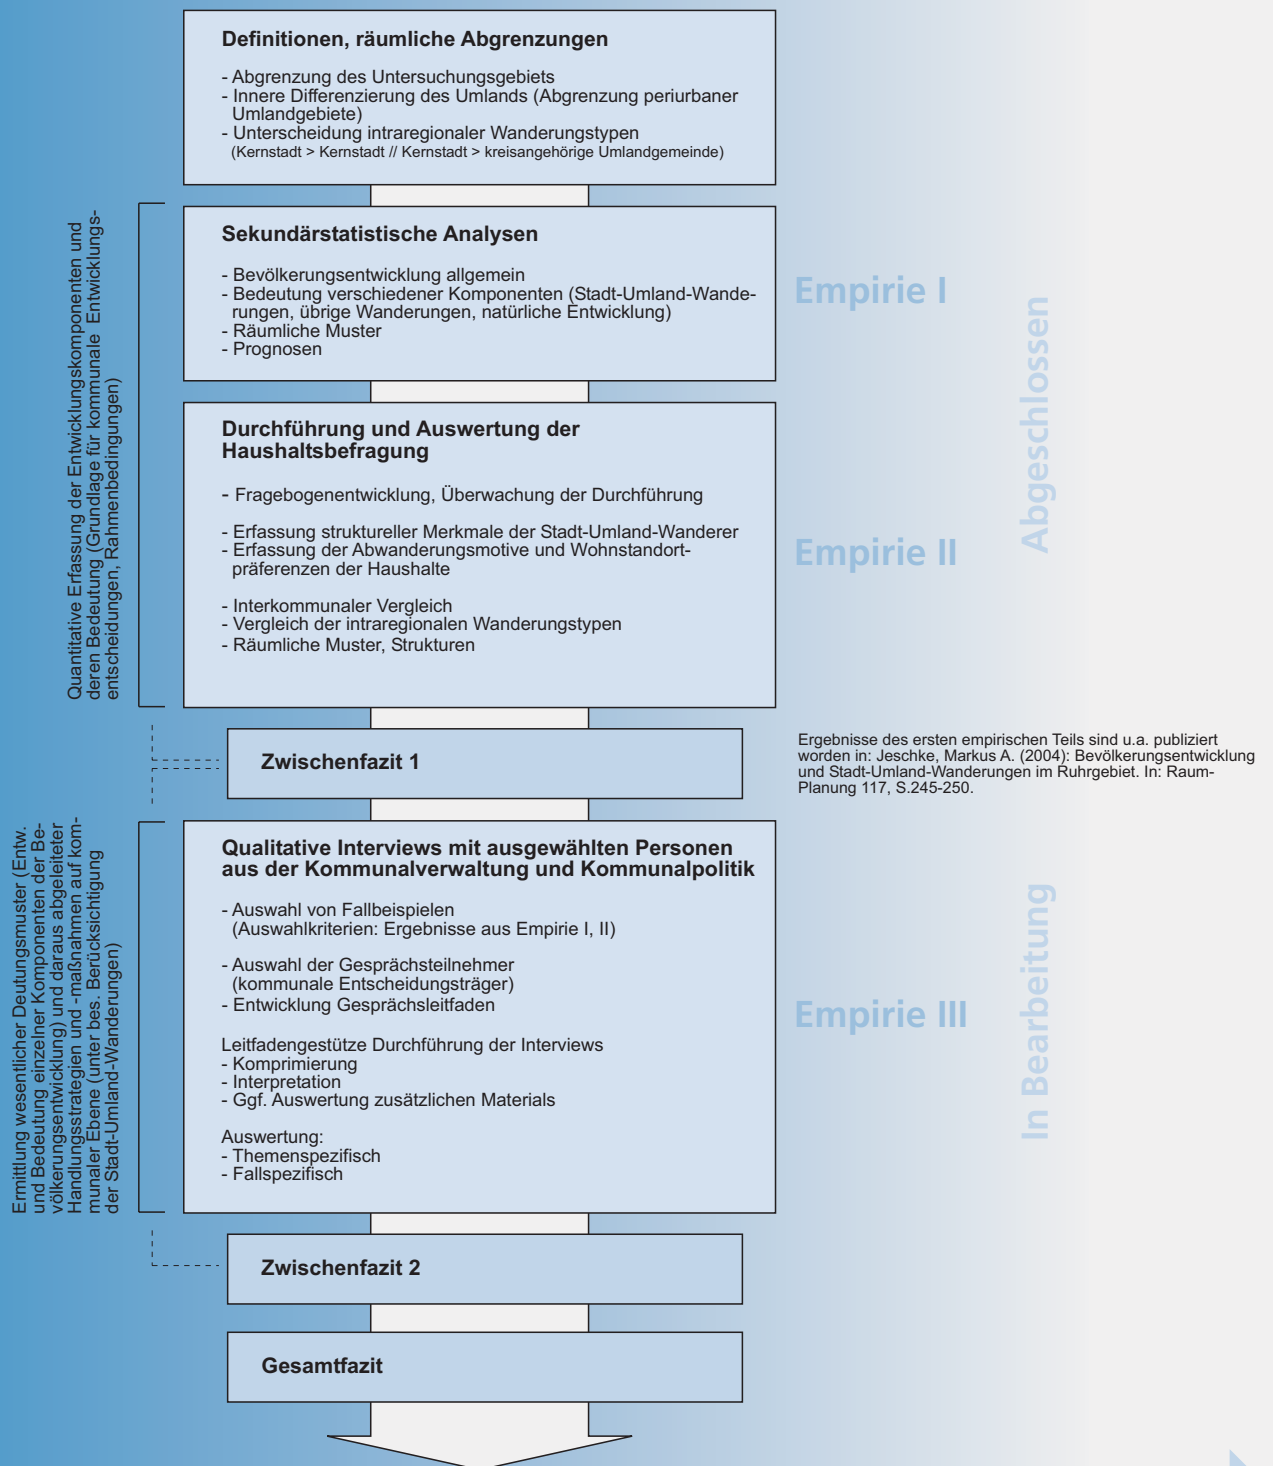 Definitionen, räumliche Abgrenzungen
- Abgrenzung des Untersuchungsgebiets
- Innere Differenzierung des Umlands (Abgrenzung periurbaner
Umlandgebiete)
- Unterscheidung intraregionaler Wanderungstypen
(Kernstadt > Kernstadt // Kernstadt > kreisangehörige Umlandgemeinde)
Quantitative Erfassung der Entwicklungskomponenten und
deren Bedeutung (Grundlage für kommunale Entwicklungs-
entscheidungen, Rahmenbedingungen)
Sekundärstatistische Analysen
- Bevölkerungsentwicklung allgemein
- Bedeutung verschiedener Komponenten (Stadt-Umland-Wande-
rungen, übrige Wanderungen, natürliche Entwicklung)
- Räumliche Muster
- Prognosen
Empirie I
Abgeschlossen
Durchführung und Auswertung der
Haushaltsbefragung
- Fragebogenentwicklung, Überwachung der Durchführung
- Erfassung struktureller Merkmale der Stadt-Umland-Wanderer
- Erfassung der Abwanderungsmotive und Wohnstandort-
präferenzen der Haushalte
- Interkommunaler Vergleich
- Vergleich der intraregionalen Wanderungstypen
- Räumliche Muster, Strukturen
Empirie II
Zwischenfazit 1
Ergebnisse des ersten empirischen Teils sind u.a. publiziert
worden in: Jeschke, Markus A. (2004): Bevölkerungsentwicklung
und Stadt-Umland-Wanderungen im Ruhrgebiet. In: Raum-
Planung 117, S.245-250.
Ermittlung wesentlicher Deutungsmuster (Entw.
und Bedeutung einzelner Komponenten der Be-
völkerungsentwicklung) und daraus abgeleiteter
Handlungsstrategien und -maßnahmen auf kom-
munaler Ebene (unter bes. Berücksichtigung
der Stadt-Umland-Wanderungen)
Qualitative Interviews mit ausgewählten Personen
aus der Kommunalverwaltung und Kommunalpolitik
- Auswahl von Fallbeispielen
(Auswahlkriterien: Ergebnisse aus Empirie I, II)
- Auswahl der Gesprächsteilnehmer
(kommunale Entscheidungsträger)
- Entwicklung Gesprächsleitfaden
Leitfadengestütze Durchführung der Interviews
- Komprimierung
- Interpretation
- Ggf. Auswertung zusätzlichen Materials
Auswertung:
- Themenspezifisch
- Fallspezifisch
Empirie III
In Bearbeitung
Zwischenfazit 2
Gesamtfazit